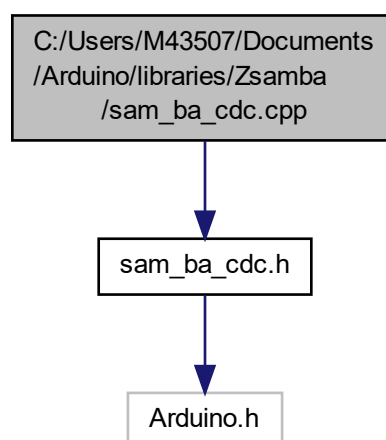 C:/Users/M43507/Documents
/Arduino/libraries/Zsamba
/sam_ba_cdc.cpp
sam_ba_cdc.h
Arduino.h